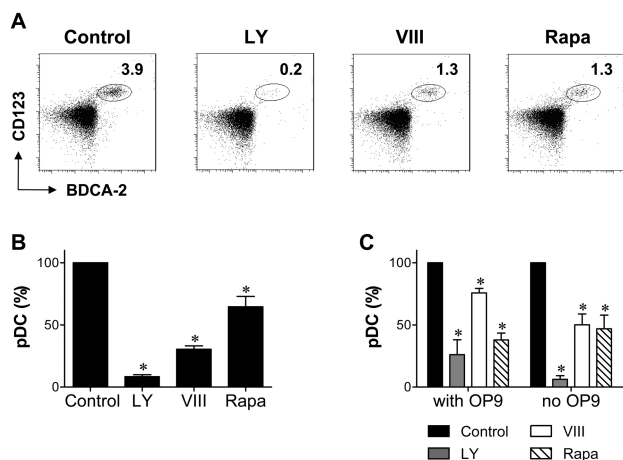 A
Control LY VIII Rapa
3.9 0.2 1.3 1.3
CD123
BDCA-2
B
pDC (%)
100
50
0
* * *
Control LY VIII Rapa
C
pDC (%)
100
50
0
* * * * * *
with OP9 no OP9
Control VIII
LY Rapa